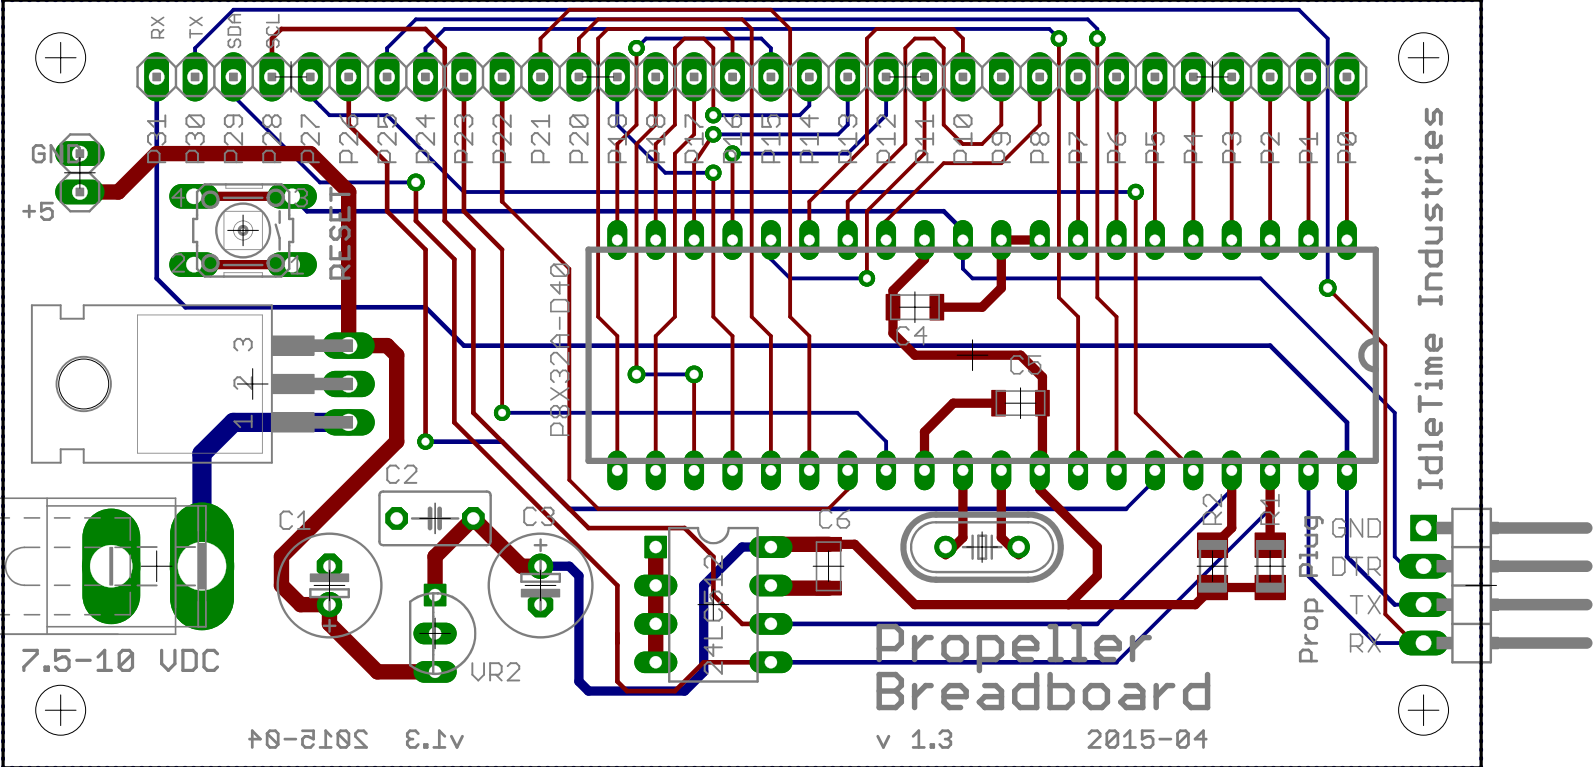 RX TX SDA SCL
P31 P30 P29 P28 P27 P26 P25 P24 P23 P22 P21 P20 P19 P18 P17 P16 P15 P14 P13 P12 P11 P10 P9 P8 P7 P6 P5 P4 P3 P2 P1 P0
GND
+5
4 3
2 1
RESET
3
2
1
P8X32A-D40
C4
C5
IdleTime Industries
C2
C1
C3
C6
24LC512
R2 R1
Prop Plug
GND
DTR
TX
RX
7.5-10 VDC
VR2
Propeller
Breadboard
v 1.3 2015-04
v1.3 2015-04